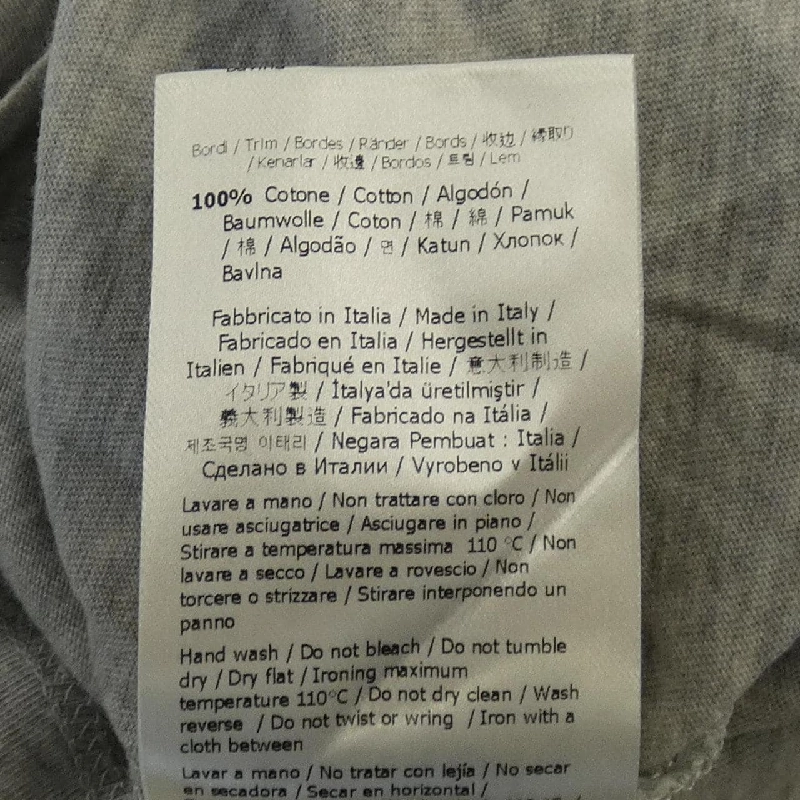 Bordi / Trim / Bordes / Ränder / Bords / 收边 / 縁取り
/ Kenarlar / 收邊 / Bordos / 트림 / Lem
100% Cotone / Cotton / Algodón /
Baumwolle / Coton / 棉 / 綿 / Pamuk
/ 棉 / Algodão / 면 / Katun / Хлопок /
Bavlna
Fabbricato in Italia / Made in Italy /
Fabricado en Italia / Hergestellt in
Italien / Fabriqué en Italie / 意大利制造 /
イタリア製 / İtalya'da üretilmiştir /
義大利製造 / Fabricado na Itália /
제조국명 이태리 / Negara Pembuat : Italia /
Сделано в Италии / Vyrobeno v Itálii
Lavare a mano / Non trattare con cloro / Non
usare asciugatrice / Asciugare in piano /
Stirare a temperatura massima 110 °C / Non
lavare a secco / Lavare a rovescio / Non
torcere o strizzare / Stirare interponendo un
panno
Hand wash / Do not bleach / Do not tumble
dry / Dry flat / Ironing maximum
temperature 110°C / Do not dry clean / Wash
reverse / Do not twist or wring / Iron with a
cloth between
Lavar a mano / No tratar con lejía / No secar
en secadora / Secar en horizontal /